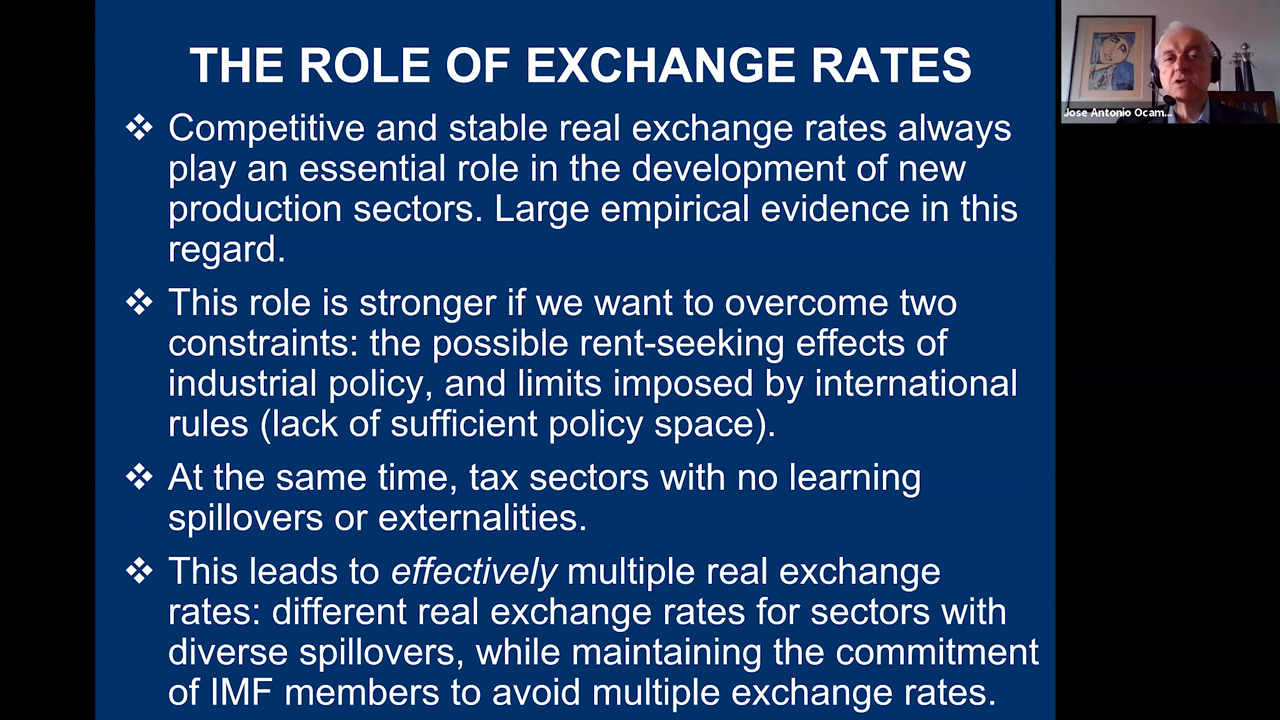 THE ROLE OF EXCHANGE RATES
❖ Competitive and stable real exchange rates always
play an essential role in the development of new
production sectors. Large empirical evidence in this
regard.
❖ This role is stronger if we want to overcome two
constraints: the possible rent-seeking effects of
industrial policy, and limits imposed by international
rules (lack of sufficient policy space).
❖ At the same time, tax sectors with no learning
spillovers or externalities.
❖ This leads to effectively multiple real exchange
rates: different real exchange rates for sectors with
diverse spillovers, while maintaining the commitment
of IMF members to avoid multiple exchange rates.
Jose Antonio Ocam...